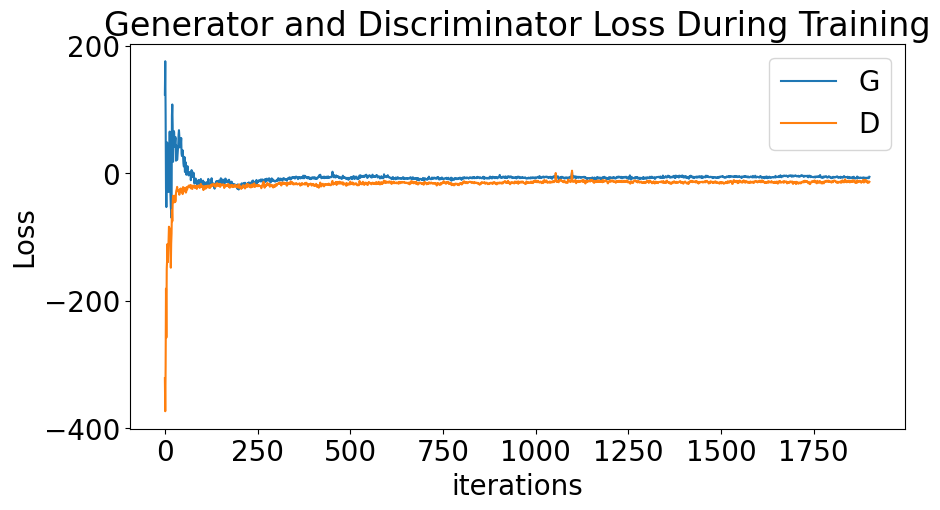 Generator and Discriminator Loss During Training
200
0
−200
−400
Loss
G
D
0 250 500 750 1000 1250 1500 1750
iterations